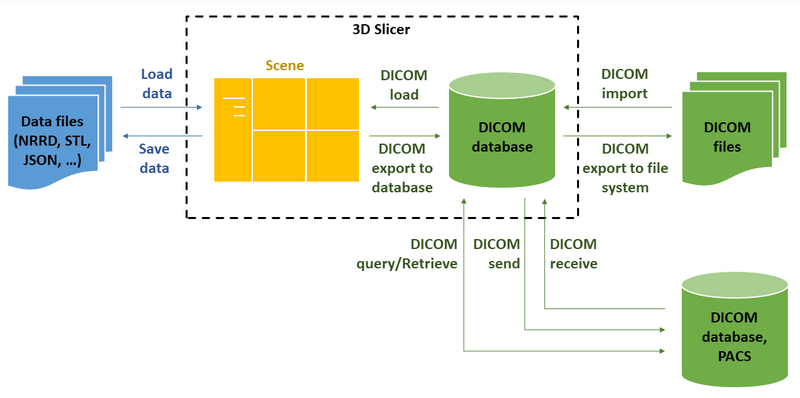 3D Slicer
Scene
Load
data
Save
data
Data files
(NRRD, STL,
JSON, ...)
DICOM
load
DICOM
export to
database
DICOM
database
DICOM
import
DICOM
export to file
system
DICOM
files
DICOM
query/Retrieve
DICOM
send
DICOM
receive
DICOM
database,
PACS